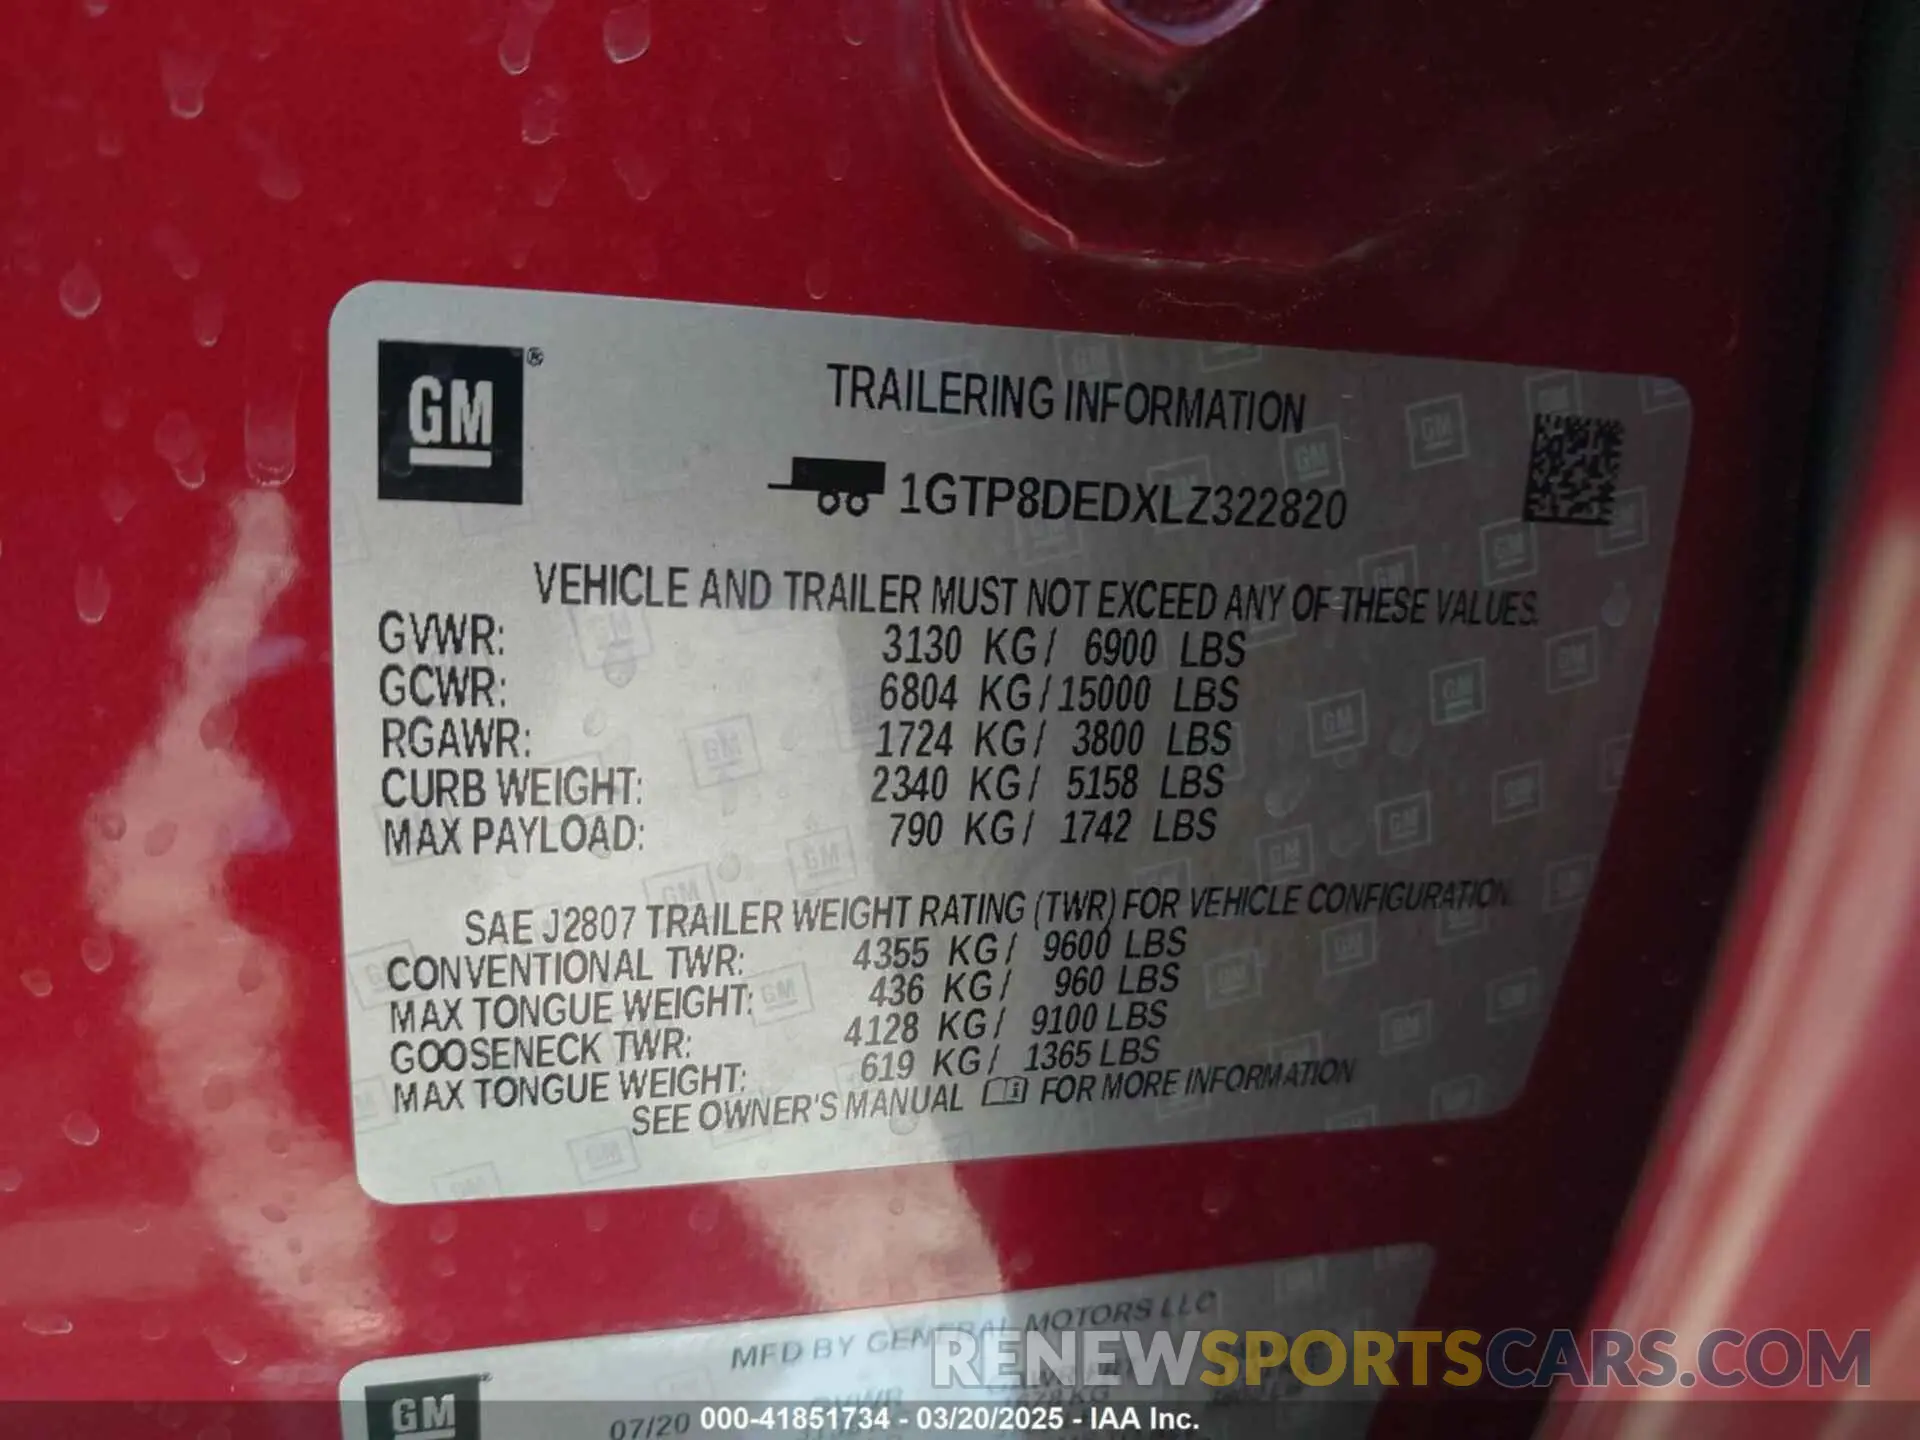 GM®
TRAILERING INFORMATION
1GTP8DEDXLZ322820
VEHICLE AND TRAILER MUST NOT EXCEED ANY OF THESE VALUES.
GVWR: 3130 KG/ 6900 LBS
GCWR: 6804 KG/15000 LBS
RGAWR: 1724 KG/ 3800 LBS
CURB WEIGHT: 2340 KG/ 5158 LBS
MAX PAYLOAD: 790 KG/ 1742 LBS
SAE J2807 TRAILER WEIGHT RATING (TWR) FOR VEHICLE CONFIGURATION.
CONVENTIONAL TWR: 4355 KG/ 9600 LBS
MAX TONGUE WEIGHT: 436 KG/ 960 LBS
GOOSENECK TWR: 4128 KG/ 9100 LBS
MAX TONGUE WEIGHT: 619 KG/ 1365 LBS
SEE OWNER'S MANUAL FOR MORE INFORMATION
MFD BY GENERAL MOTORS LLC
RENEWSPORTSCARS.COM
GM
GVWR
07/20
000-41851734 - 03/20/2025 - IAA Inc.